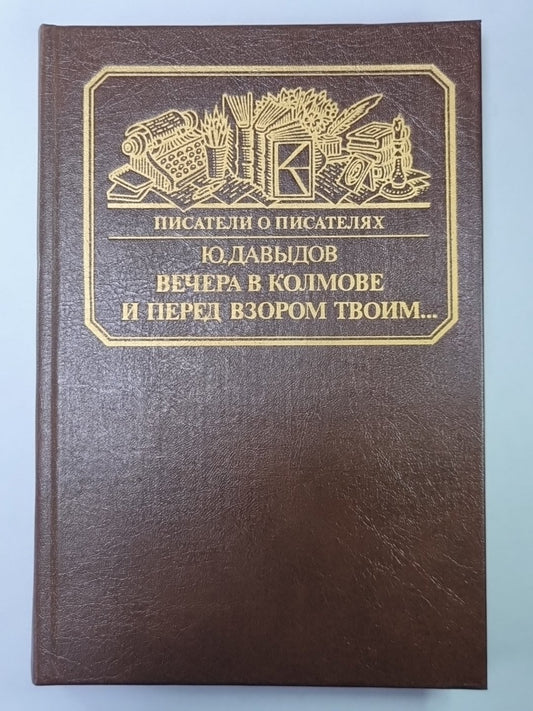 ПИСАТЕЛИ О ПИСАТЕЛЯХ
Ю.ДАВЫДОВ
ВЕЧЕРА В КОЛМОВЕ
И ПЕРЕД ВЗОРОМ ТВОИМ...